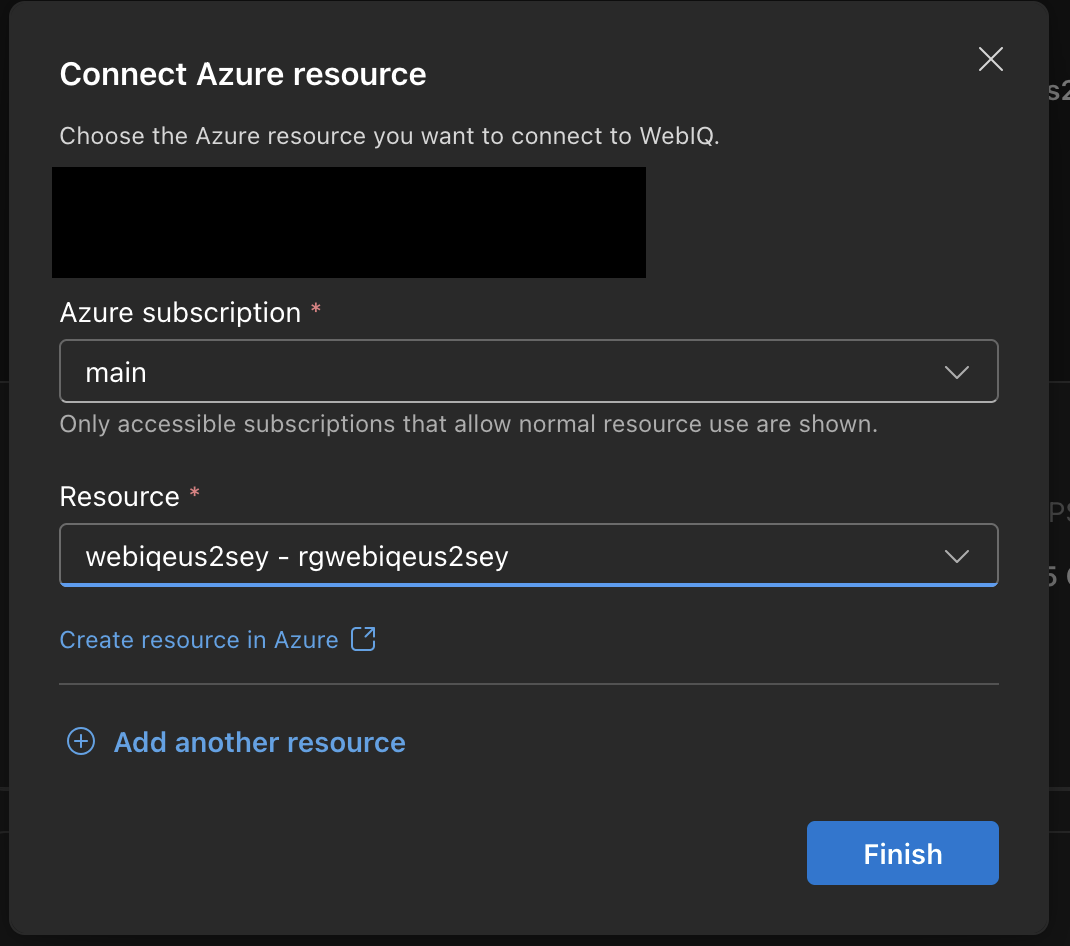 Connect Azure resource
Choose the Azure resource you want to connect to WebIQ.
Azure subscription *
main
Only accessible subscriptions that allow normal resource use are shown.
Resource *
webiqeus2sey - rgwebiqeus2sey
Create resource in Azure
Add another resource
Finish